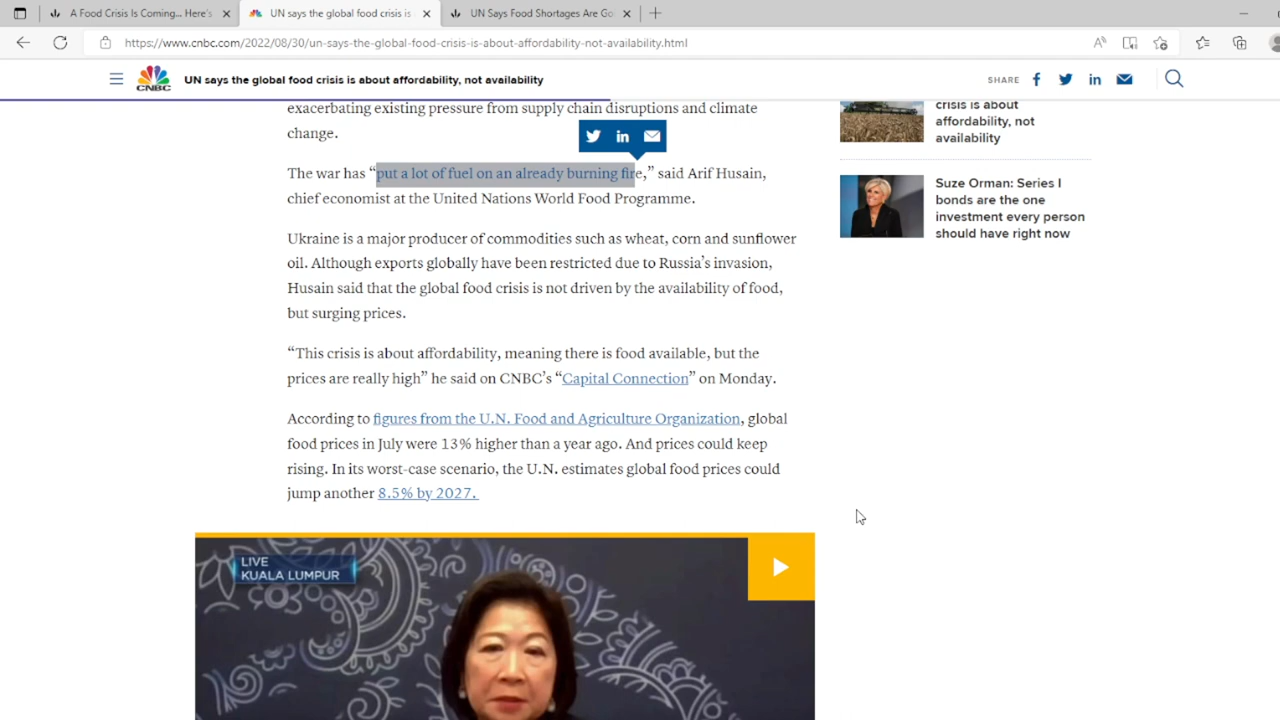 A Food Crisis Is Coming... Here's
UN says the global food crisis is
UN Says Food Shortages Are Go
https://www.cnbc.com/2022/08/30/un-says-the-global-food-crisis-is-about-affordability-not-availability.html
CNBC
UN says the global food crisis is about affordability, not availability
SHARE
exacerbating existing pressure from supply chain disruptions and climate
change.
The war has “put a lot of fuel on an already burning fire,” said Arif Husain,
chief economist at the United Nations World Food Programme.
Ukraine is a major producer of commodities such as wheat, corn and sunflower
oil. Although exports globally have been restricted due to Russia’s invasion,
Husain said that the global food crisis is not driven by the availability of food,
but surging prices.
“This crisis is about affordability, meaning there is food available, but the
prices are really high” he said on CNBC’s “Capital Connection” on Monday.
According to figures from the U.N. Food and Agriculture Organization, global
food prices in July were 13% higher than a year ago. And prices could keep
rising. In its worst-case scenario, the U.N. estimates global food prices could
jump another 8.5% by 2027.
LIVE
KUALA LUMPUR
crisis is about
affordability, not
availability
Suze Orman: Series I
bonds are the one
investment every person
should have right now